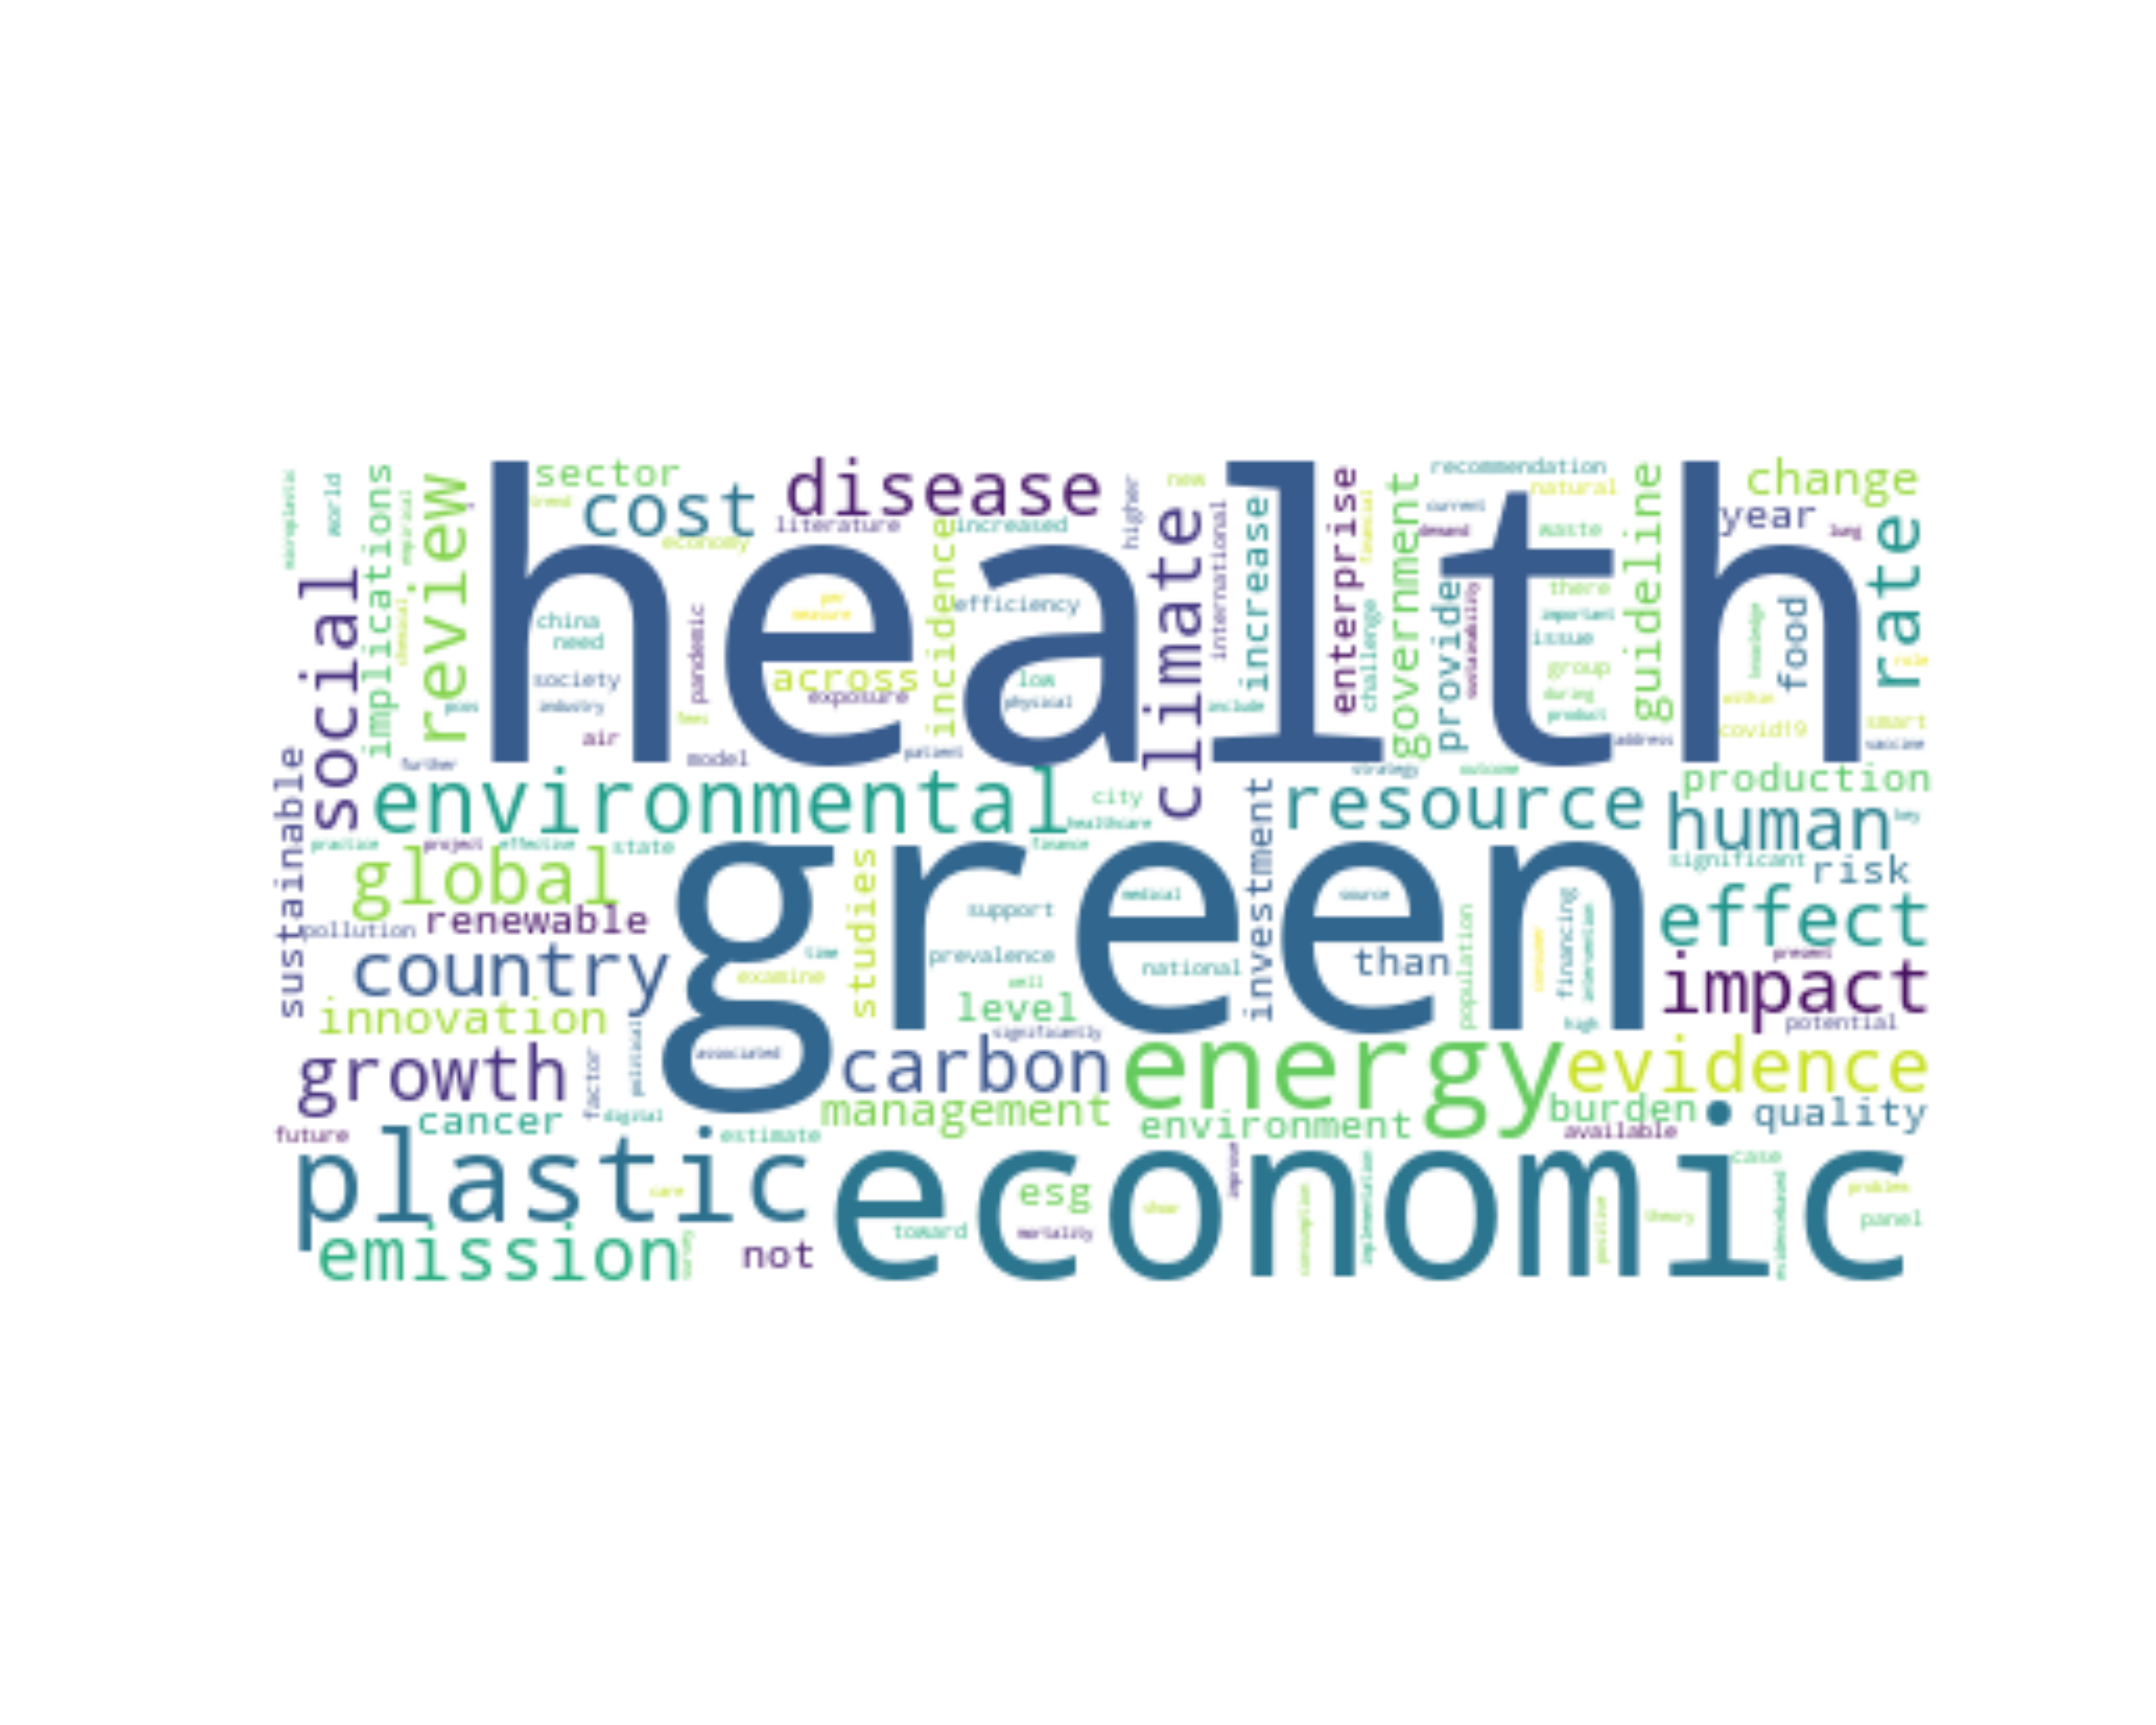 health
green
economic
plastic
energy
environmental
climate
social
review
disease
cost
sector
implications
world
literature
increased
economy
incidence
efficiency
higher
new
international
increase
enterprise
challenge
government
provide
sustainability
recommendation
natural
current
demand
waste
there
important
issue
group
during
product
guideline
change
year
lung
rate
food
knowledge
covid19
within
role
smart
vaccine
address
china
need
society
industry
pandemic
across
exposure
low
physical
include
air
model
patient
further
per
measure
trend
financial
chemical
empirical
strategy
outcome
production
resource
human
key
city
healthcare
finance
investment
sustainable
practice
project
effective
state
global
renewable
pollution
country
innovation
studies
support
prevalence
time
examine
well
level
significantly
medical
source
national
than
population
financing
consumer
intervention
high
significant
risk
effect
present
impact
potential
evidence
growth
factor
political
associated
carbon
management
environment
burden
available
quality
cancer
digital
estimate
future
care
emission
not
esg
toward
mortality
improve
consumption
implementation
positive
theory
case
problem
panel